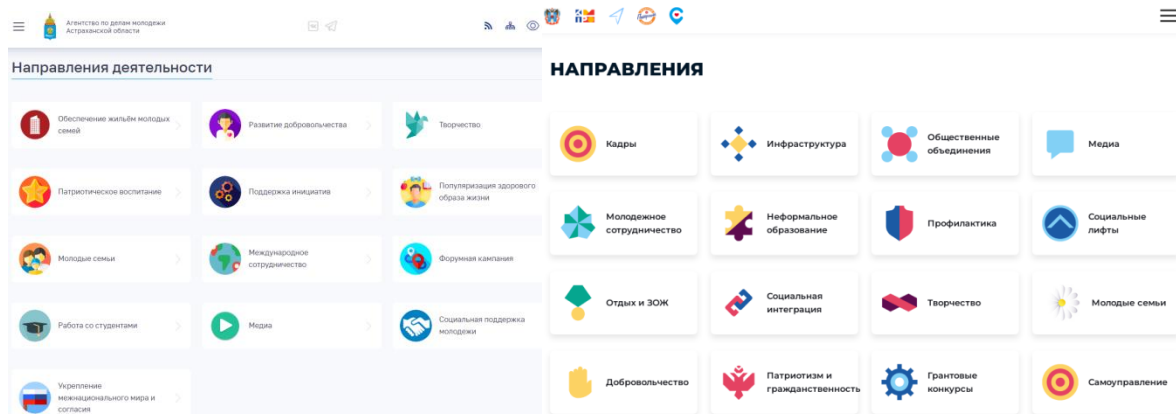 Агентство по делам молодежи
Астраханской области
Направления деятельности
Обеспечение жильём молодых
семей
Развитие добровольчества
Творчество
Патриотическое воспитание
Поддержка инициатив
Популяризация здорового
образа жизни
Молодые семьи
Международное
сотрудничество
Форумная кампания
Работа со студентами
Медиа
Социальная поддержка
молодежи
Укрепление
межнационального мира и
согласия
НАПРАВЛЕНИЯ
Кадры
Инфраструктура
Общественные
объединения
Медиа
Молодежное
сотрудничество
Неформальное
образование
Профилактика
Социальные
лифты
Отдых и ЗОЖ
Социальная
интеграция
Творчество
Молодые семьи
Добровольчество
Патриотизм и
гражданственность
Грантовые
конкурсы
Самоуправление